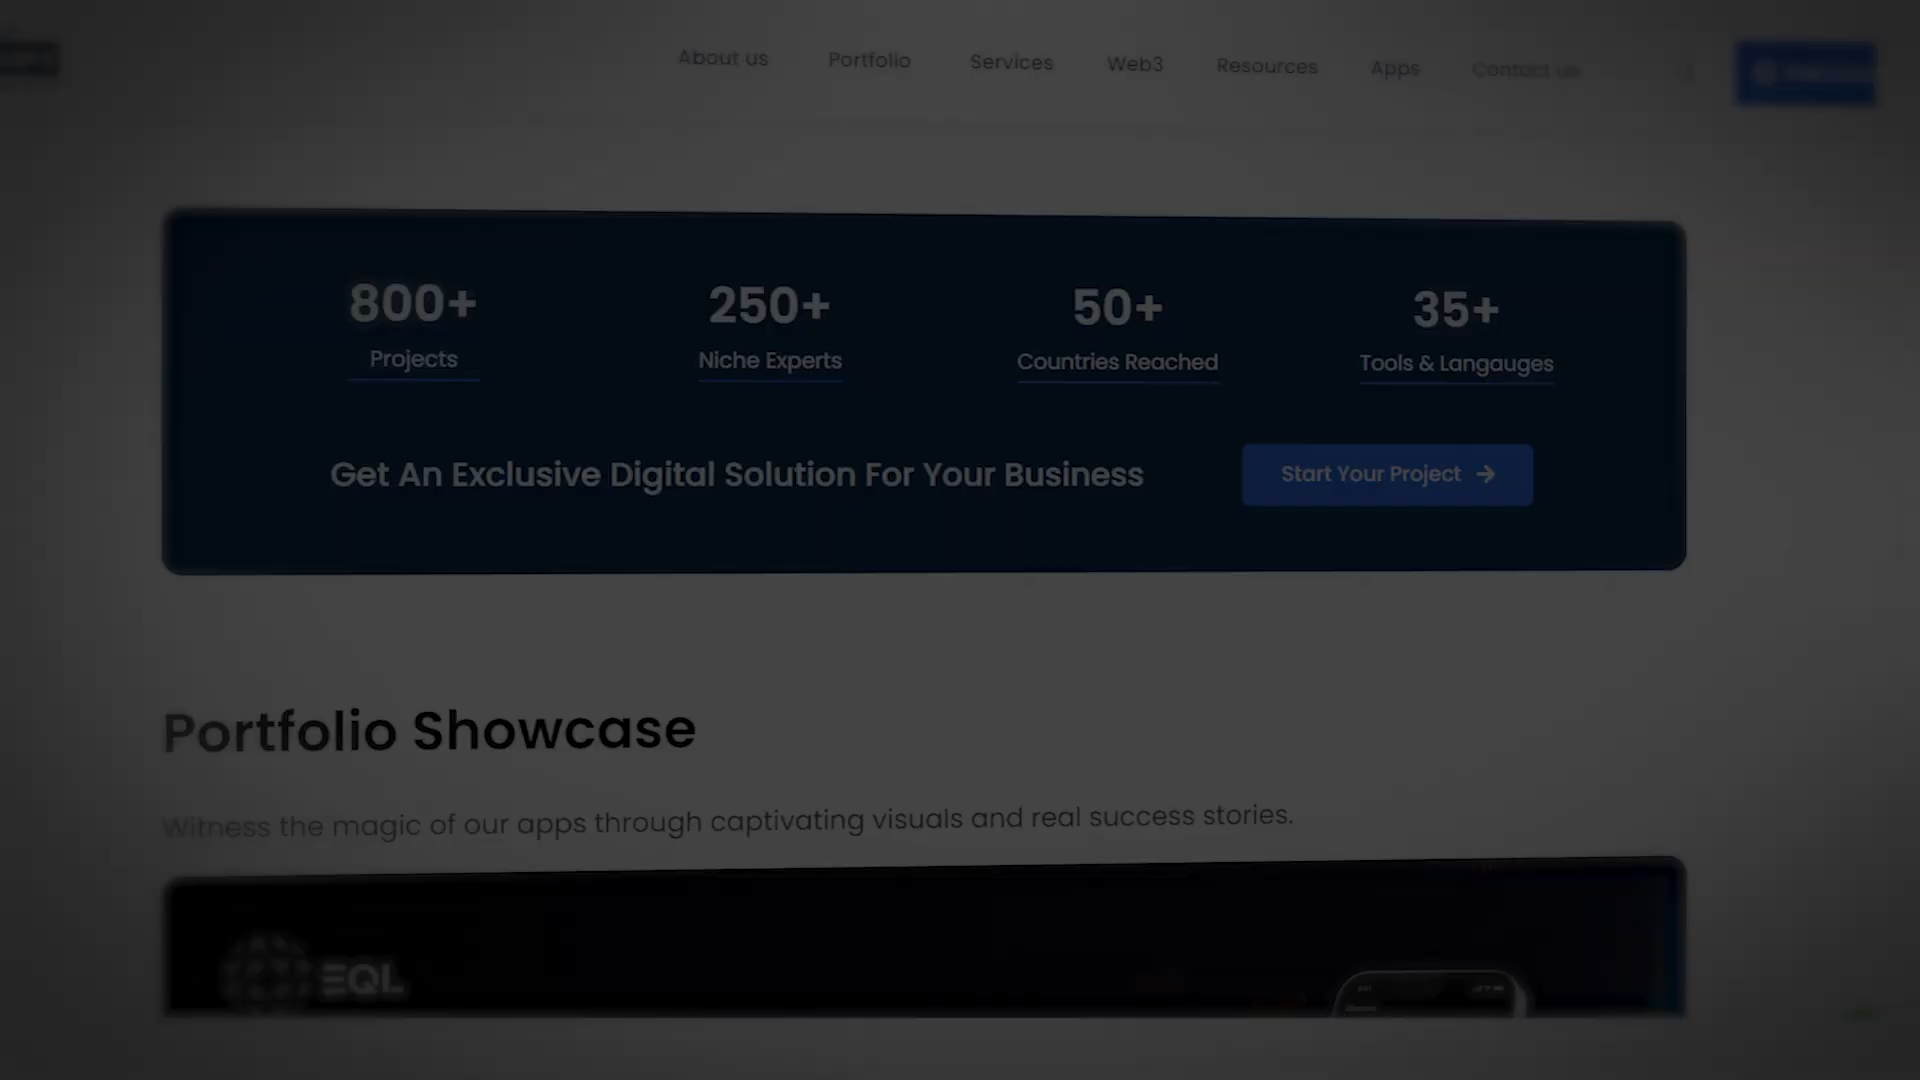 About us Portfolio Services Web3 Resources Apps Contact us
800+ 250+ 50+ 35+
Projects Niche Experts Countries Reached Tools & Langauges
Get An Exclusive Digital Solution For Your Business Start Your Project
Portfolio Showcase
Witness the magic of our apps through captivating visuals and real success stories.
EQL